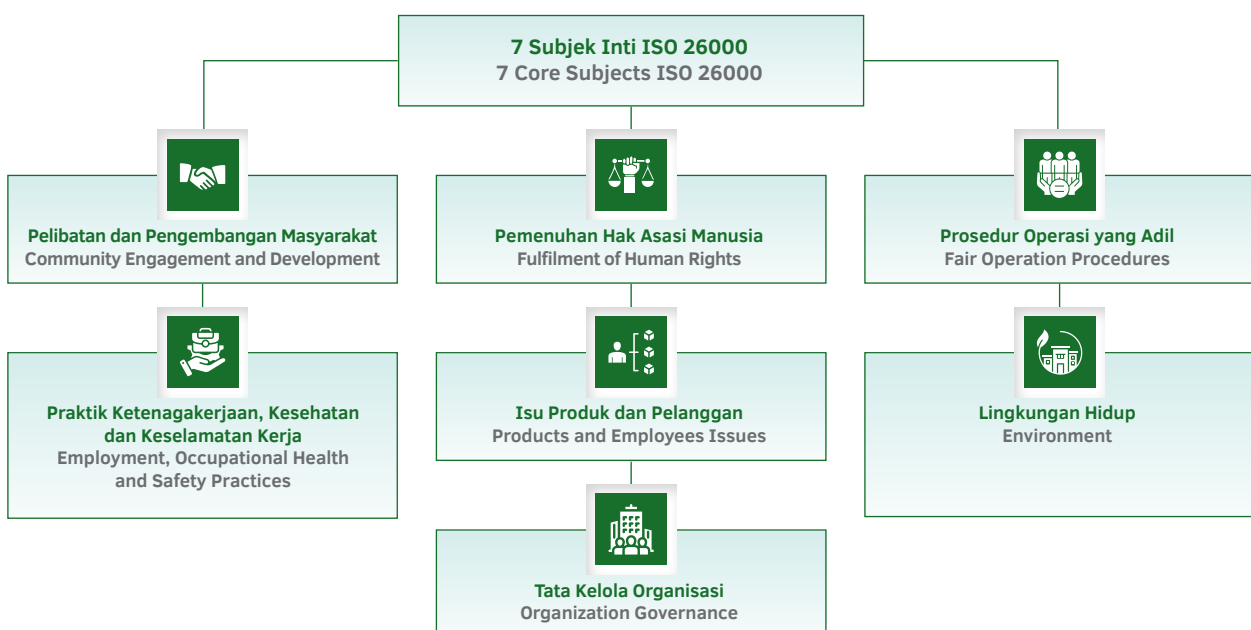 7 Subjek Inti ISO 26000
7 Core Subjects ISO 26000
Pelibatan dan Pengembangan Masyarakat
Community Engagement and Development
Pemenuhan Hak Asasi Manusia
Fulfilment of Human Rights
Prosedur Operasi yang Adil
Fair Operation Procedures
Praktik Ketenagakerjaan, Kesehatan
dan Keselamatan Kerja
Employment, Occupational Health
and Safety Practices
Isu Produk dan Pelanggan
Products and Employees Issues
Lingkungan Hidup
Environment
Tata Kelola Organisasi
Organization Governance